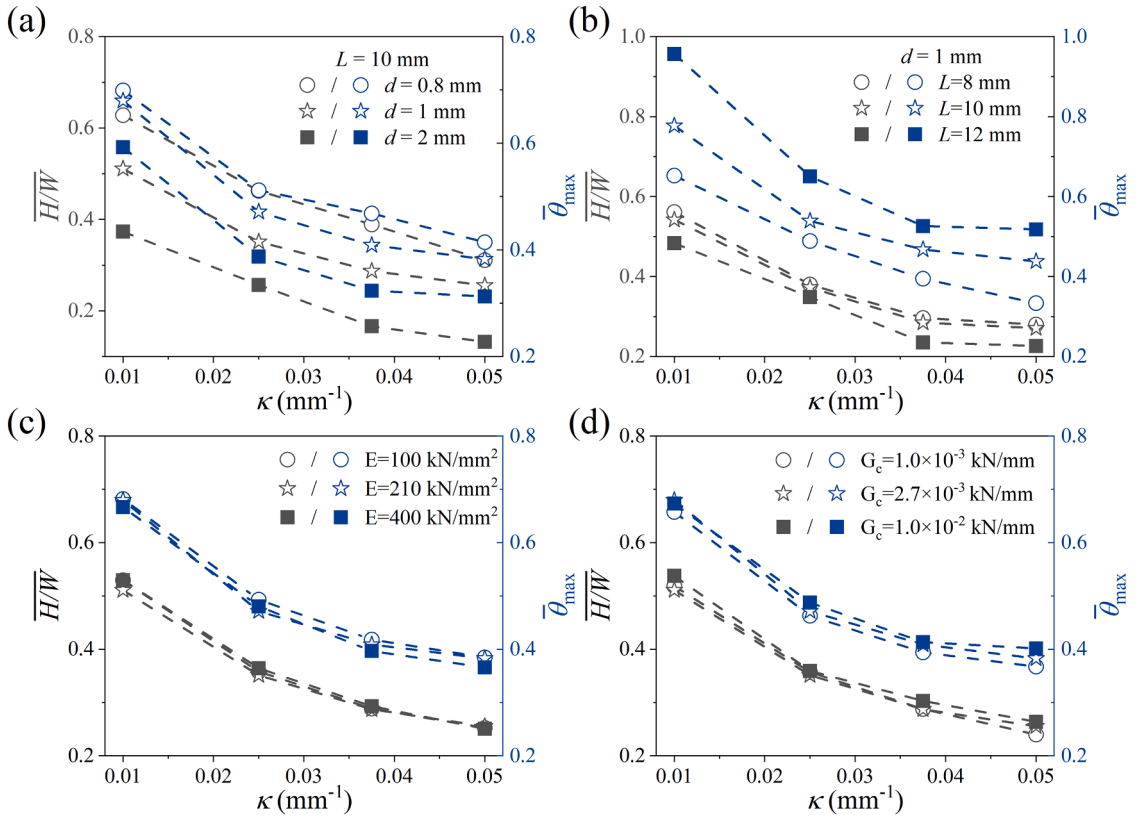 (a)
L = 10 mm
/ d = 0.8 mm
/ d = 1 mm
/ d = 2 mm
0.8
0.6
0.4
0.2
H/W
0.8
0.6
0.4
0.2
θ̅max
0.01 0.02 0.03 0.04 0.05
κ (mm⁻¹)
(b)
d = 1 mm
/ L=8 mm
/ L=10 mm
/ L=12 mm
1.0
0.8
0.6
0.4
0.2
H/W
1.0
0.8
0.6
0.4
0.2
θ̅max
0.01 0.02 0.03 0.04 0.05
κ (mm⁻¹)
(c)
/ E=100 kN/mm²
/ E=210 kN/mm²
/ E=400 kN/mm²
0.8
0.6
0.4
0.2
H/W
0.8
0.6
0.4
0.2
θ̅max
0.01 0.02 0.03 0.04 0.05
κ (mm⁻¹)
(d)
/ Gc=1.0×10⁻³ kN/mm
/ Gc=2.7×10⁻³ kN/mm
/ Gc=1.0×10⁻² kN/mm
0.8
0.6
0.4
0.2
H/W
0.8
0.6
0.4
0.2
θ̅max
0.01 0.02 0.03 0.04 0.05
κ (mm⁻¹)